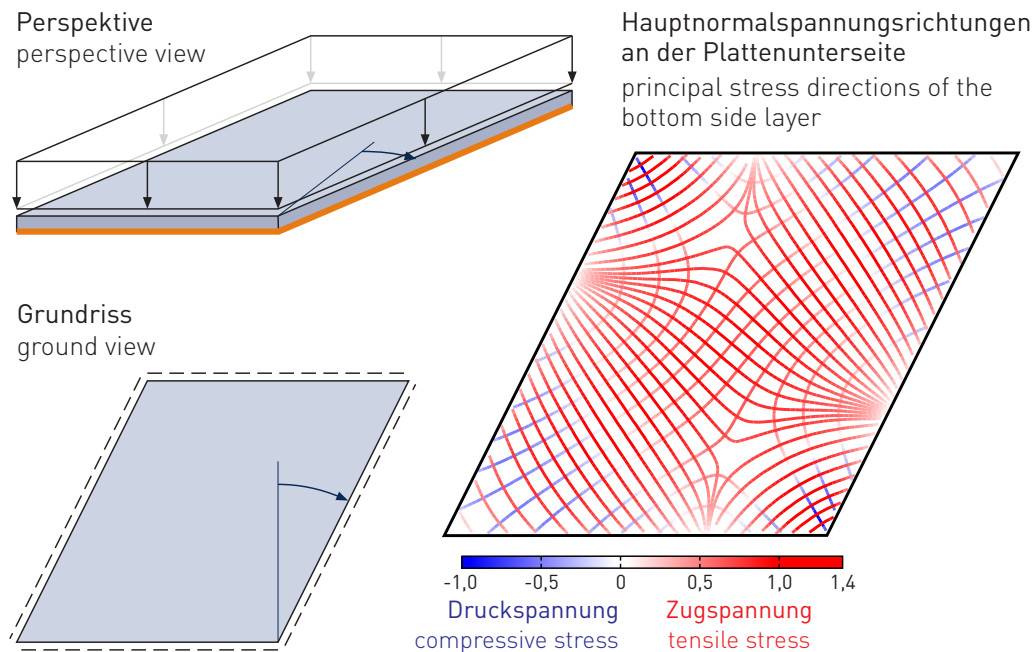 Perspektive
perspective view
Hauptnormalspannungsrichtungen
an der Plattenunterseite
principal stress directions of the
bottom side layer
Grundriss
ground view
-1,0 -0,5 0 0,5 1,0 1,4
Druckspannung Zugspannung
compressive stress tensile stress